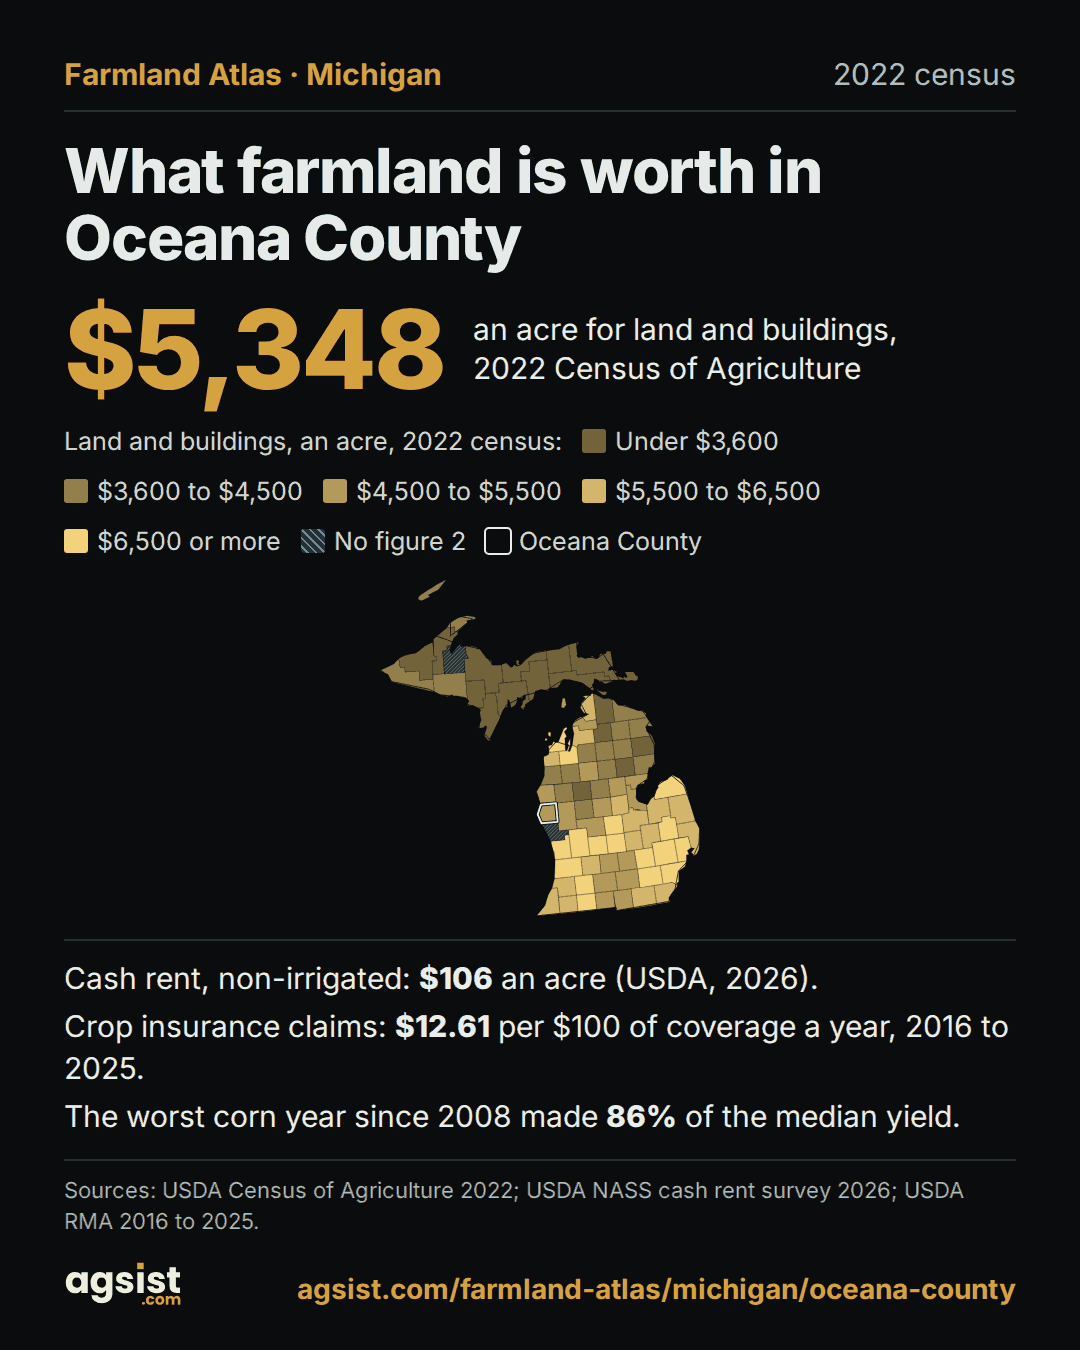 Farmland Atlas · Michigan
2022 census
What farmland is worth in
Oceana County
$5,348
an acre for land and buildings,
2022 Census of Agriculture
Land and buildings, an acre, 2022 census: Under $3,600
$3,600 to $4,500 $4,500 to $5,500 $5,500 to $6,500
$6,500 or more No figure 2 Oceana County
Cash rent, non-irrigated: $106 an acre (USDA, 2026).
Crop insurance claims: $12.61 per $100 of coverage a year, 2016 to
2025.
The worst corn year since 2008 made 86% of the median yield.
Sources: USDA Census of Agriculture 2022; USDA NASS cash rent survey 2026; USDA
RMA 2016 to 2025.
agsist
.com
agsist.com/farmland-atlas/michigan/oceana-county